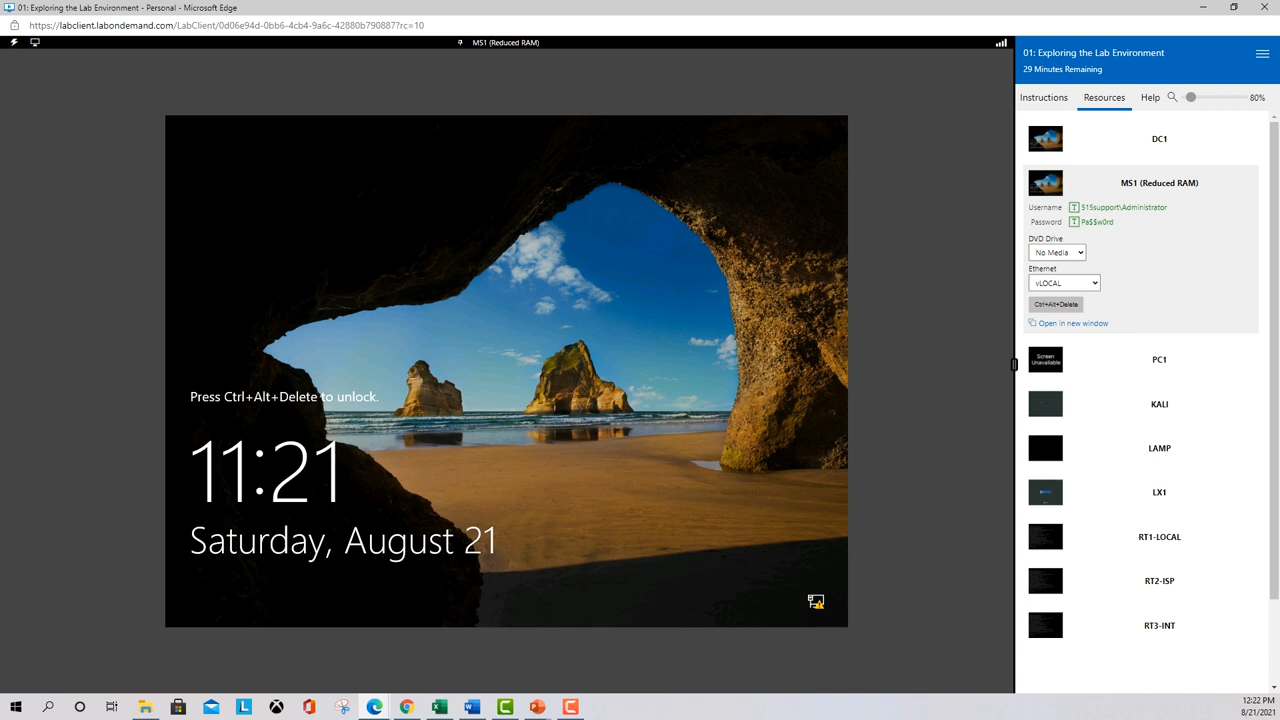 01: Exploring the Lab Environment - Personal - Microsoft Edge
https://labclient.labondemand.com/LabClient/0d06e94d-0bb6-4cb4-9a6c-42880b790887?rc=10
MS1 (Reduced RAM)
01: Exploring the Lab Environment
29 Minutes Remaining
Instructions Resources Help 80%
DC1
MS1 (Reduced RAM)
Username 515support\Administrator
Password Pa$$w0rd
DVD Drive
No Media
Ethernet
vLOCAL
Ctrl+Alt+Delete
Open in new window
Screen
Unavailable
PC1
KALI
LAMP
LX1
RT1-LOCAL
RT2-ISP
RT3-INT
Press Ctrl+Alt+Delete to unlock.
11:21
Saturday, August 21
12:22 PM
8/21/2021